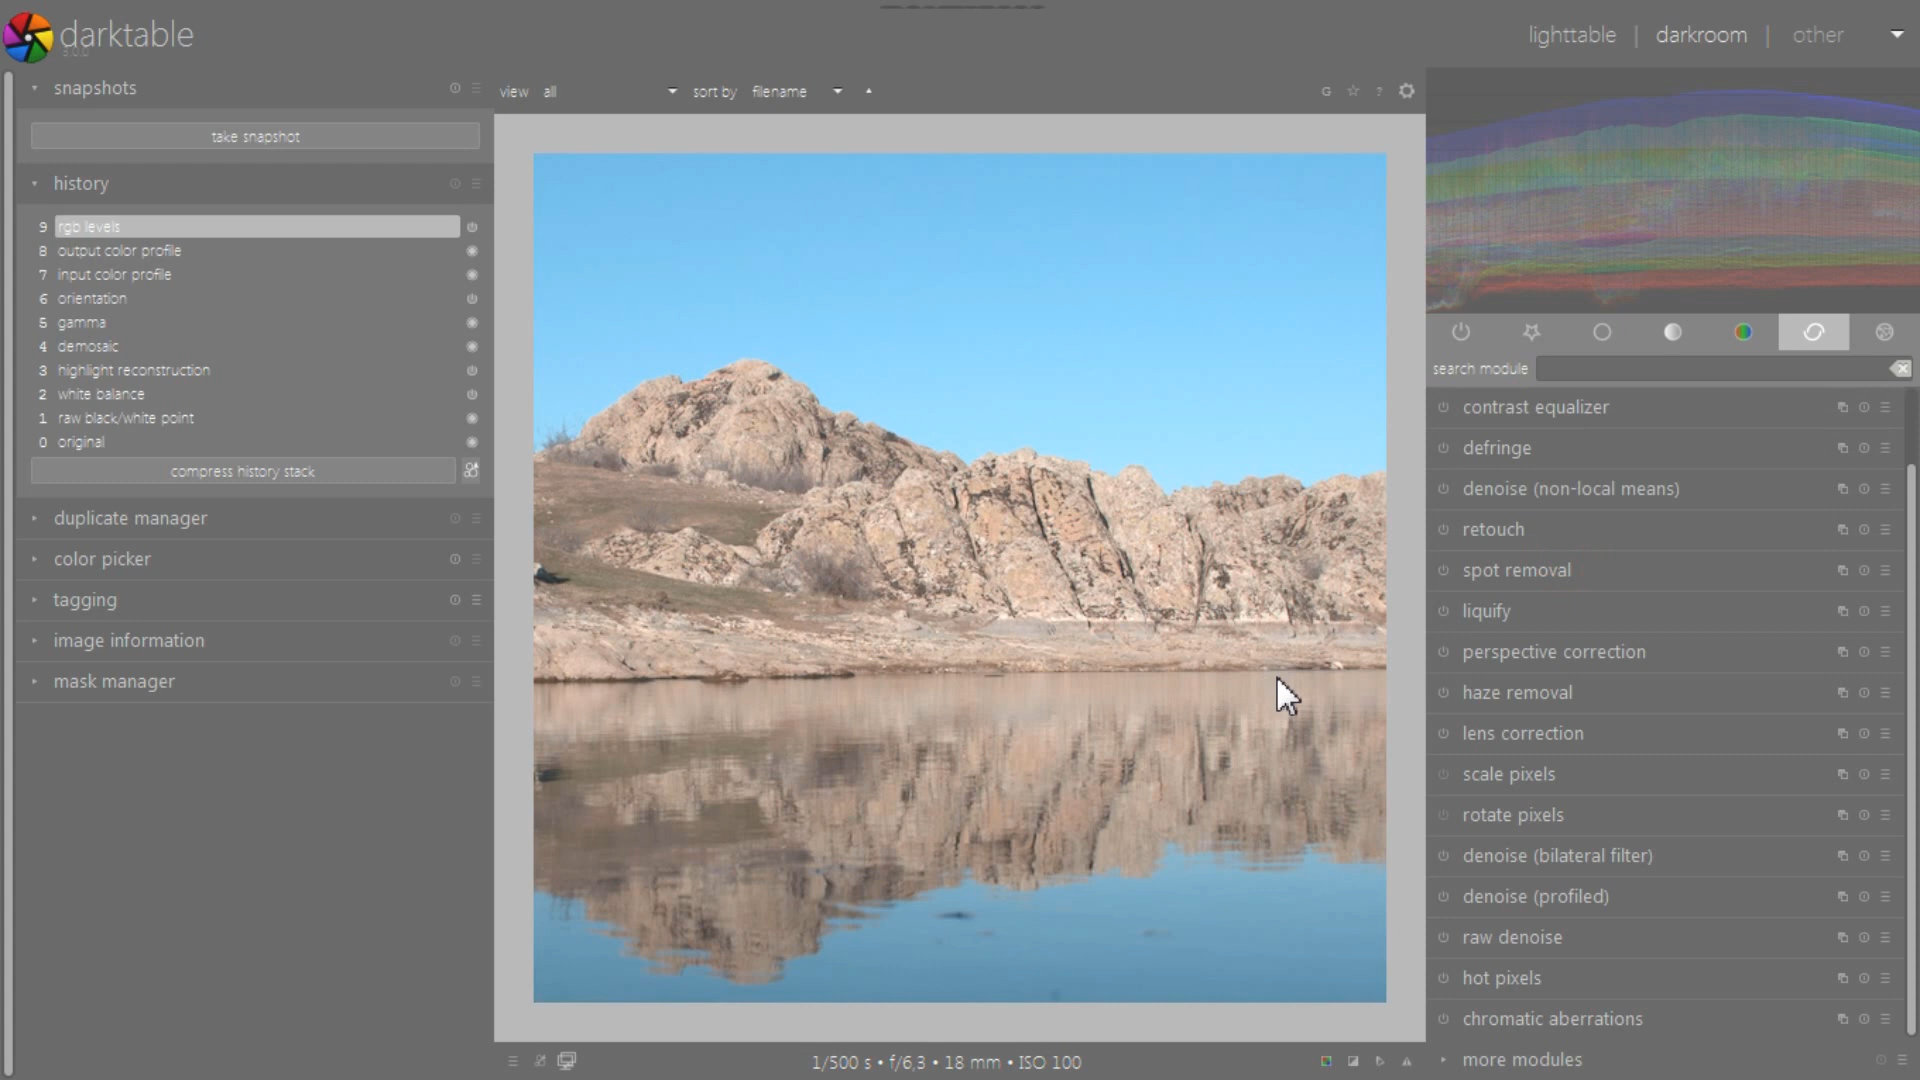 darktable
3.0.0
lighttable | darkroom | other
snapshots
take snapshot
history
9 rgb levels
8 output color profile
7 input color profile
6 orientation
5 gamma
4 demosaic
3 highlight reconstruction
2 white balance
1 raw black/white point
0 original
compress history stack
duplicate manager
color picker
tagging
image information
mask manager
view all sort by filename
G ?
1/500 s • f/6,3 • 18 mm • ISO 100
search module
contrast equalizer
defringe
denoise (non-local means)
retouch
spot removal
liquify
perspective correction
haze removal
lens correction
scale pixels
rotate pixels
denoise (bilateral filter)
denoise (profiled)
raw denoise
hot pixels
chromatic aberrations
more modules